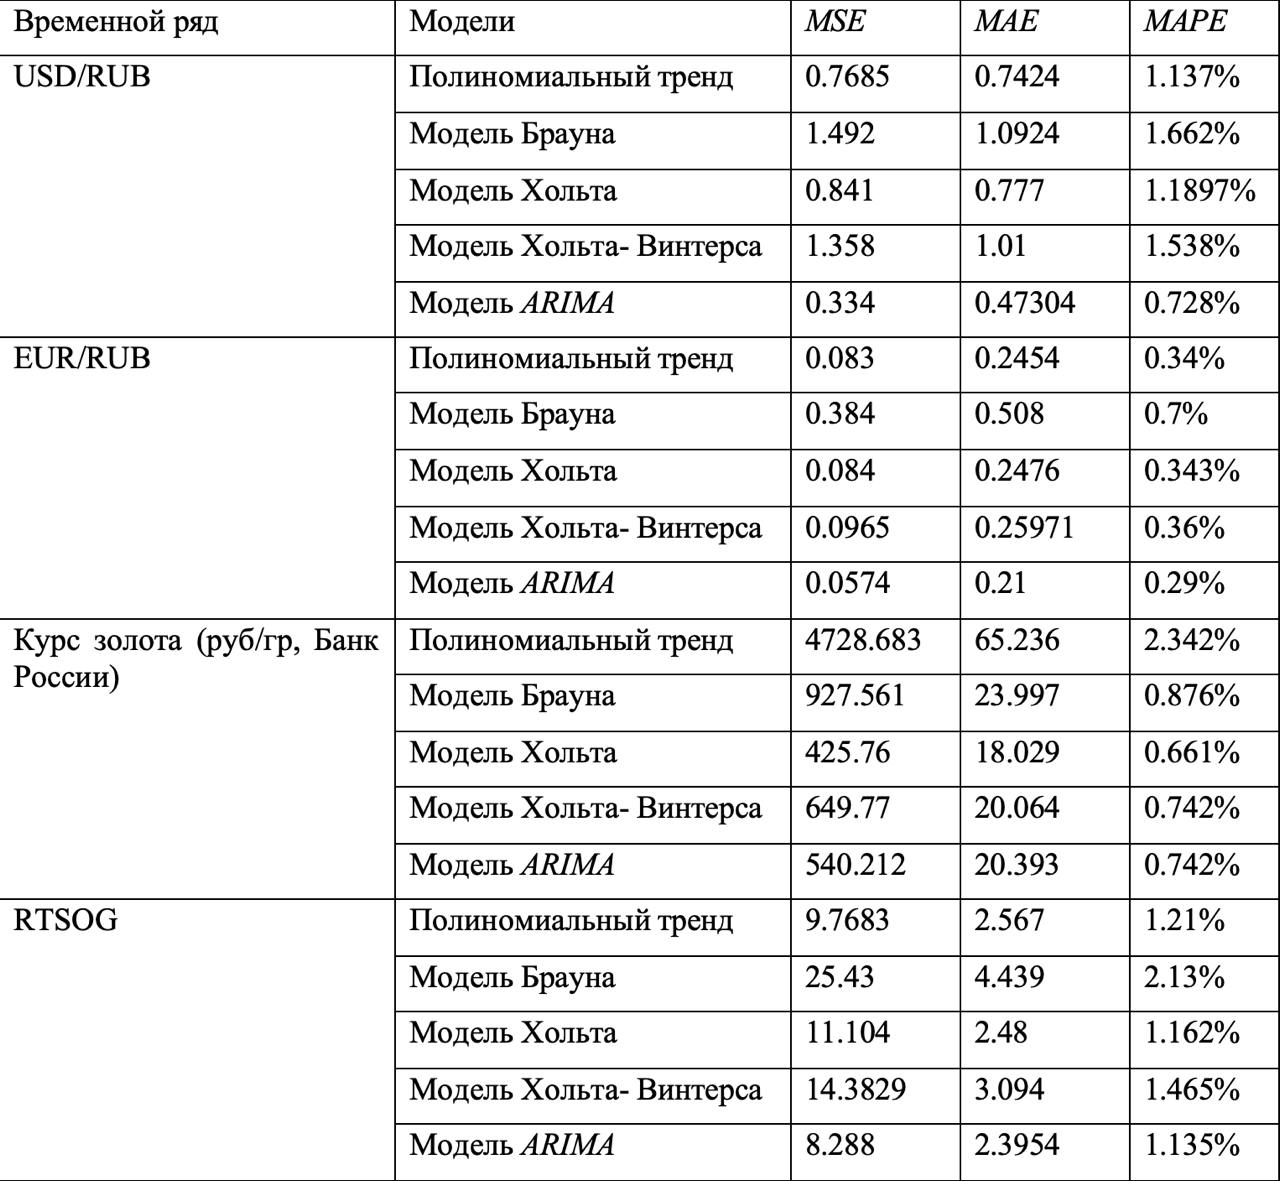 Временной ряд Модели MSE MAE MAPE
USD/RUB Полиномиальный тренд 0.7685 0.7424 1.137%
Модель Брауна 1.492 1.0924 1.662%
Модель Хольта 0.841 0.777 1.1897%
Модель Хольта- Винтерса 1.358 1.01 1.538%
Модель ARIMA 0.334 0.47304 0.728%
EUR/RUB Полиномиальный тренд 0.083 0.2454 0.34%
Модель Брауна 0.384 0.508 0.7%
Модель Хольта 0.084 0.2476 0.343%
Модель Хольта- Винтерса 0.0965 0.25971 0.36%
Модель ARIMA 0.0574 0.21 0.29%
Курс золота (руб/гр, Банк Полиномиальный тренд 4728.683 65.236 2.342%
России)
Модель Брауна 927.561 23.997 0.876%
Модель Хольта 425.76 18.029 0.661%
Модель Хольта- Винтерса 649.77 20.064 0.742%
Модель ARIMA 540.212 20.393 0.742%
RTSOG Полиномиальный тренд 9.7683 2.567 1.21%
Модель Брауна 25.43 4.439 2.13%
Модель Хольта 11.104 2.48 1.162%
Модель Хольта- Винтерса 14.3829 3.094 1.465%
Модель ARIMA 8.288 2.3954 1.135%